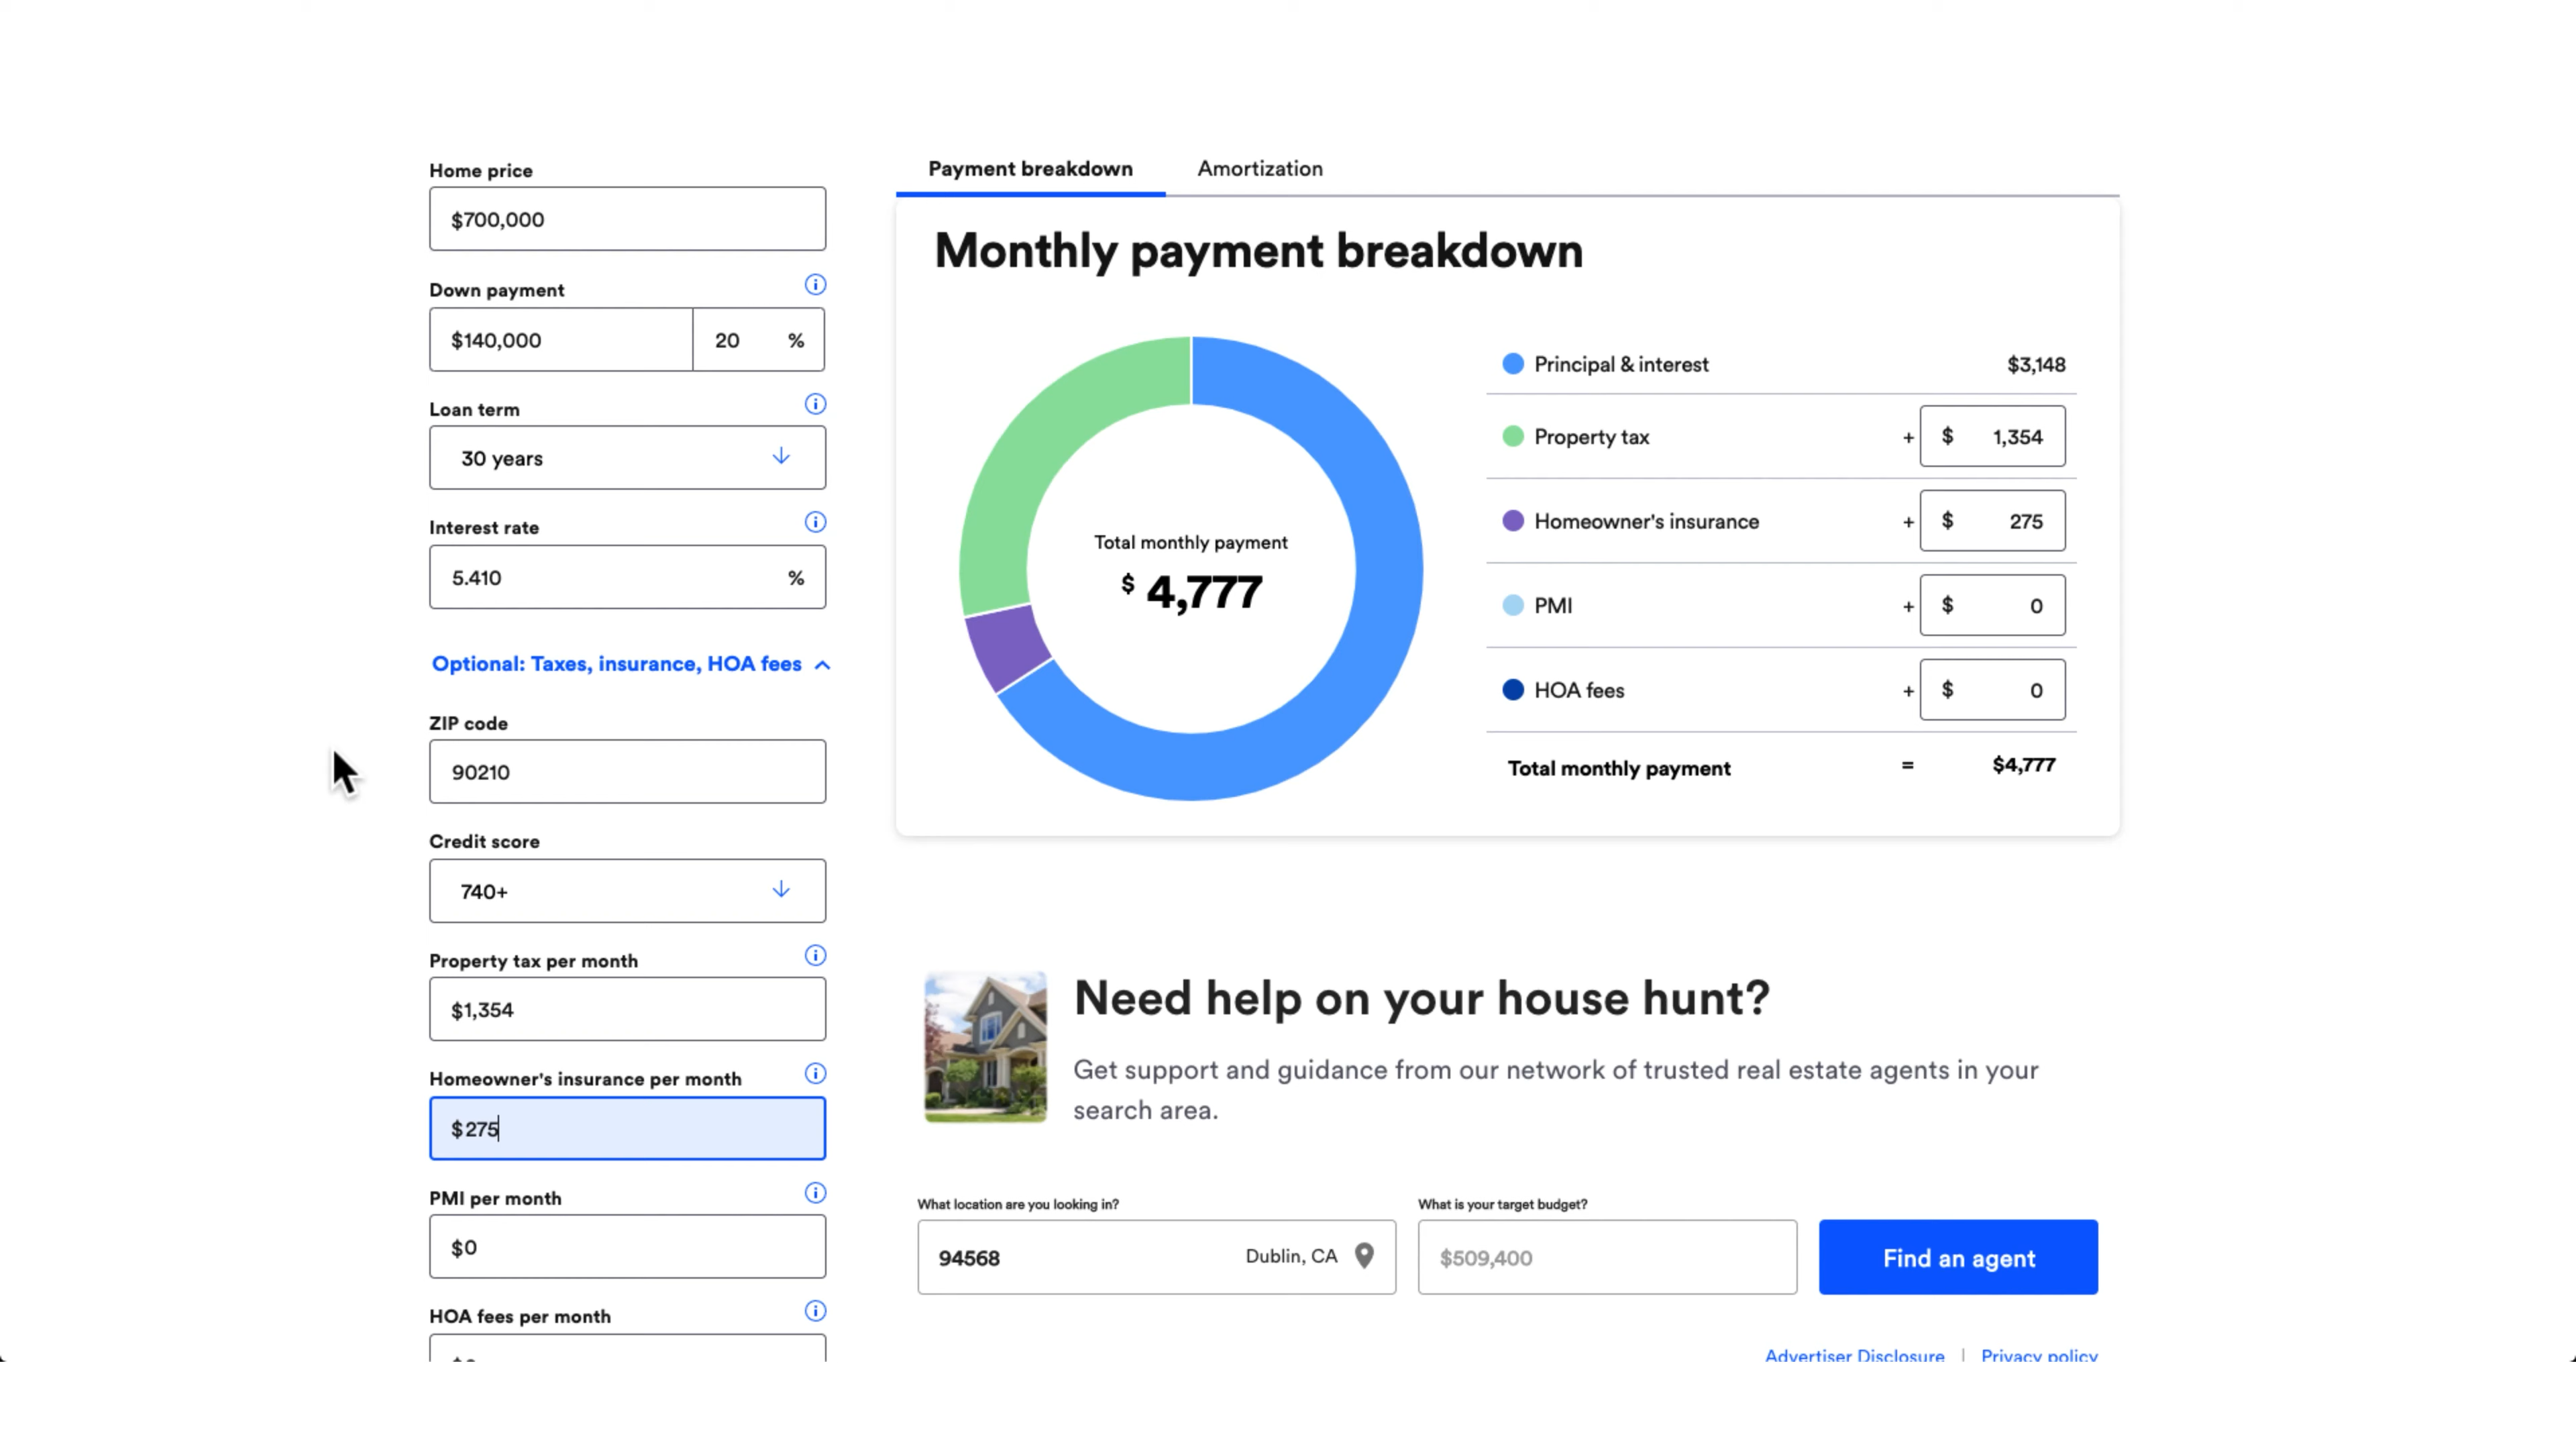 Home price
$700,000
Down payment
$140,000
20 %
Loan term
30 years
Interest rate
5.410 %
Optional: Taxes, insurance, HOA fees
ZIP code
90210
Credit score
740+
Property tax per month
$1,354
Homeowner's insurance per month
$275
PMI per month
$0
HOA fees per month
Payment breakdown
Amortization
Monthly payment breakdown
Total monthly payment
$ 4,777
Principal & interest $3,148
Property tax + $ 1,354
Homeowner's insurance + $ 275
PMI + $ 0
HOA fees + $ 0
Total monthly payment = $4,777
Need help on your house hunt?
Get support and guidance from our network of trusted real estate agents in your
search area.
What location are you looking in?
94568 Dublin, CA
What is your target budget?
$509,400
Find an agent
Advertiser Disclosure | Privacy policy